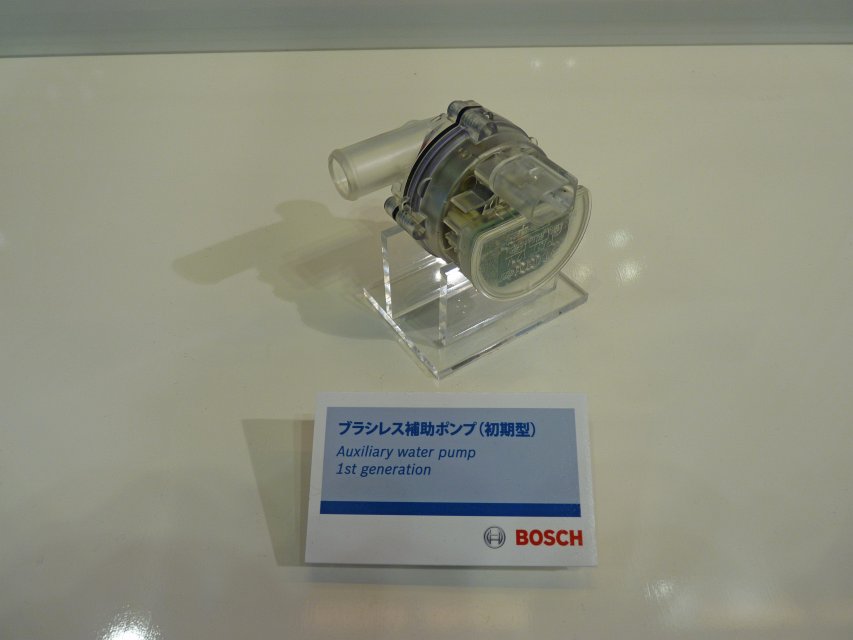 ブラシレス補助ポンプ(初期型)
Auxiliary water pump
1st generation
BOSCH